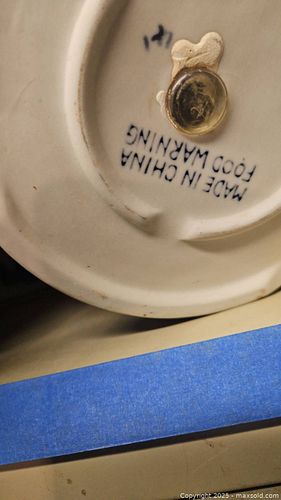 MADE IN CHINA
FOOD WARNING
Copyright © 2025 - maxsold.com